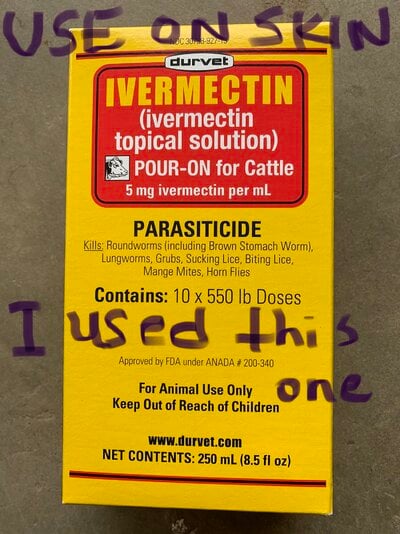 USE ON SKIN
durvet
IVERMECTIN
(ivermectin
topical solution)
POUR-ON for Cattle
5 mg ivermectin per mL
PARASITICIDE
Kills: Roundworms (including Brown Stomach Worm),
Lungworms, Grubs, Sucking Lice, Biting Lice,
Mange Mites, Horn Flies
Contains: 10 x 550 lb Doses
I used this
Approved by FDA under ANADA # 200-340
one
For Animal Use Only
Keep Out of Reach of Children
www.durvet.com
NET CONTENTS: 250 mL (8.5 fl oz)